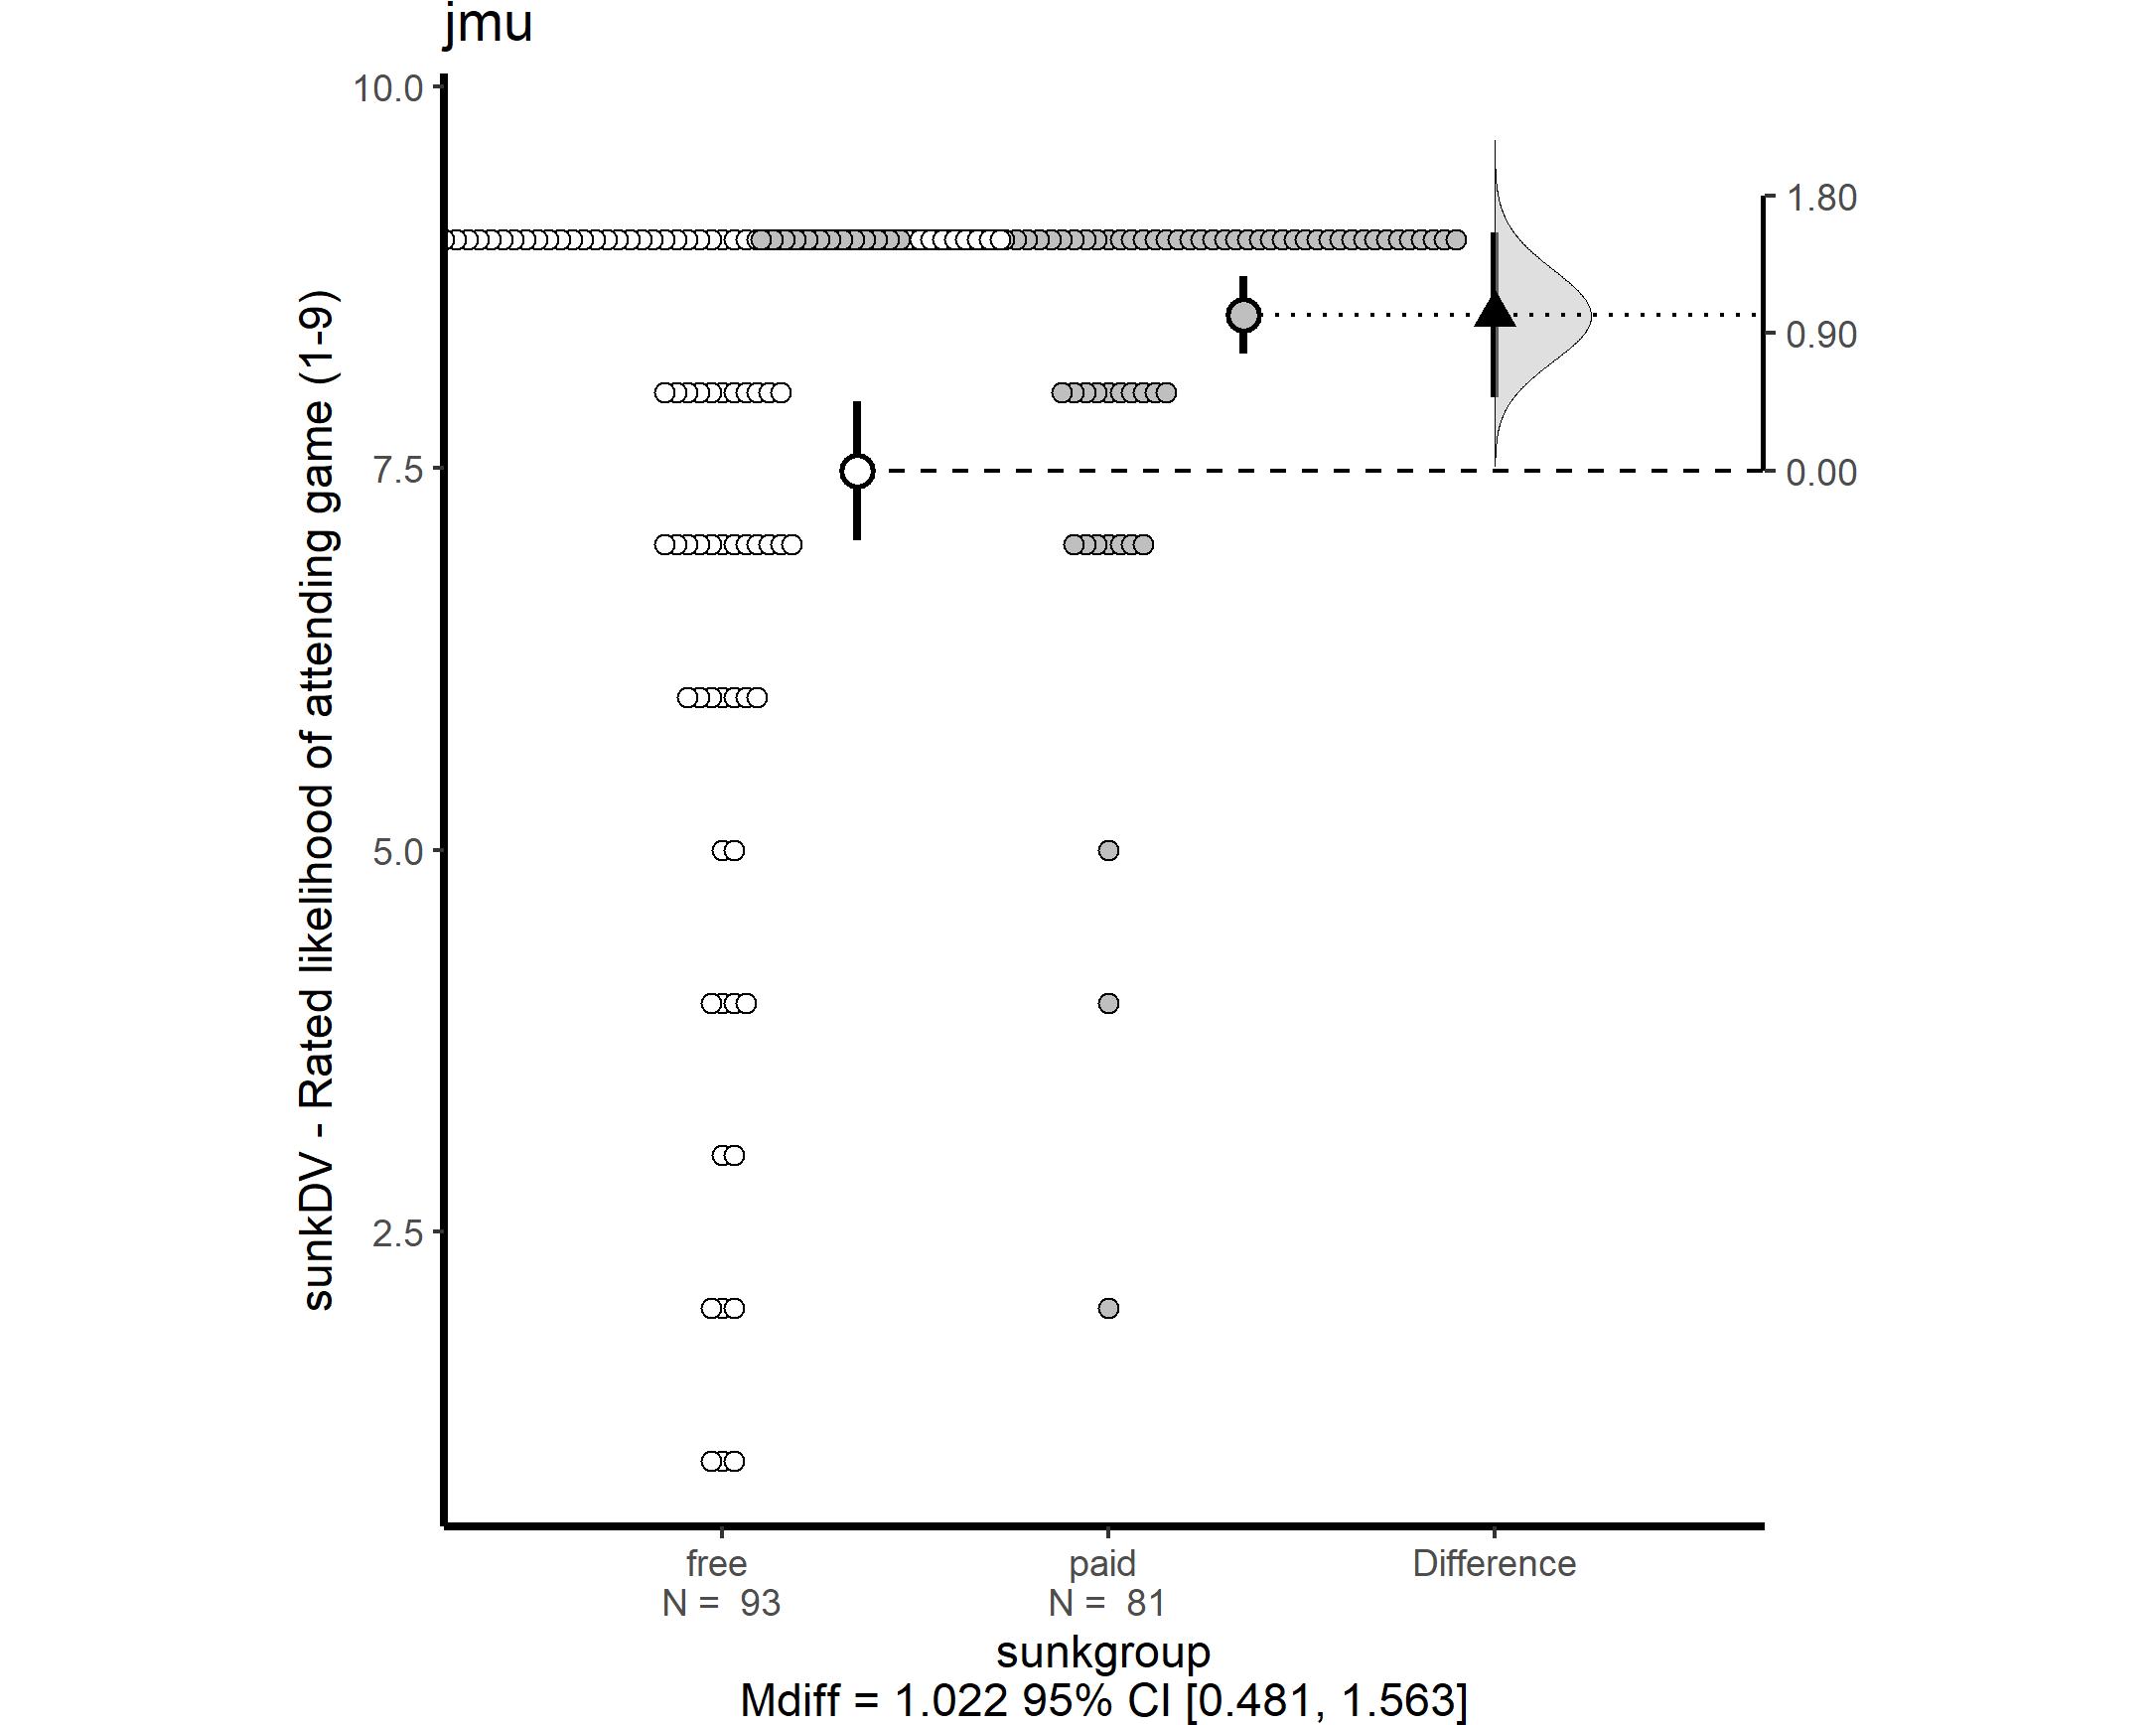 jmu
sunkDV - Rated likelihood of attending game (1-9)
10.0
7.5
5.0
2.5
1.80
0.90
0.00
free
N =  93
paid
N =  81
Difference
sunkgroup
Mdiff = 1.022 95% CI [0.481, 1.563]